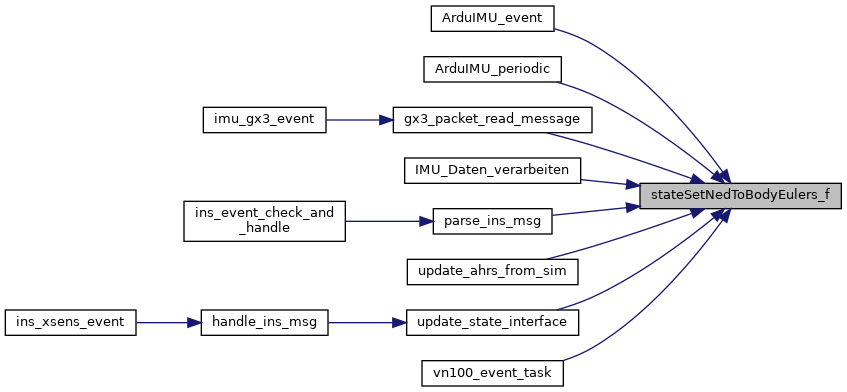 ArduIMU_event
ArduIMU_periodic
imu_gx3_event
gx3_packet_read_message
IMU_Daten_verarbeiten
stateSetNedToBodyEulers_f
ins_event_check_and
_handle
parse_ins_msg
update_ahrs_from_sim
ins_xsens_event
handle_ins_msg
update_state_interface
vn100_event_task